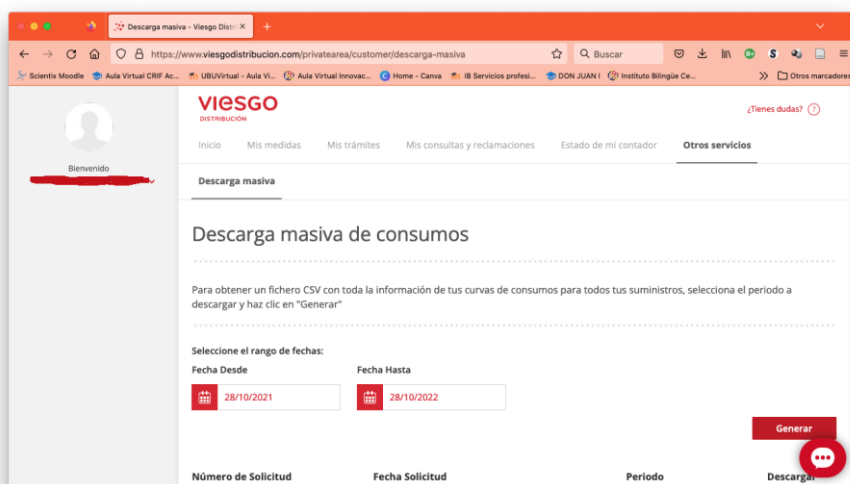 Descarga masiva – Viesgo Distri
https://www.viesgodistribucion.com/privatearea/customer/descarga-masiva
Buscar
Scientix Moodle Aula Virtual CRIF Ac... UBUVirtual - Aula Vi... Aula Virtual Innovac... Home - Canva IB Servicios profesi... DON JUAN I Instituto Bilingüe Ce... Otros marcadores
Bienvenido
VIESGO
DISTRIBUCIÓN
¿Tienes dudas?
Inicio Mis medidas Mis trámites Mis consultas y reclamaciones Estado de mi contador Otros servicios
Descarga masiva
Descarga masiva de consumos
Para obtener un fichero CSV con toda la información de tus curvas de consumos para todos tus suministros, selecciona el periodo a
descargar y haz clic en "Generar"
Seleccione el rango de fechas:
Fecha Desde Fecha Hasta
28/10/2021 28/10/2022
Generar
Número de Solicitud Fecha Solicitud Periodo Descargar